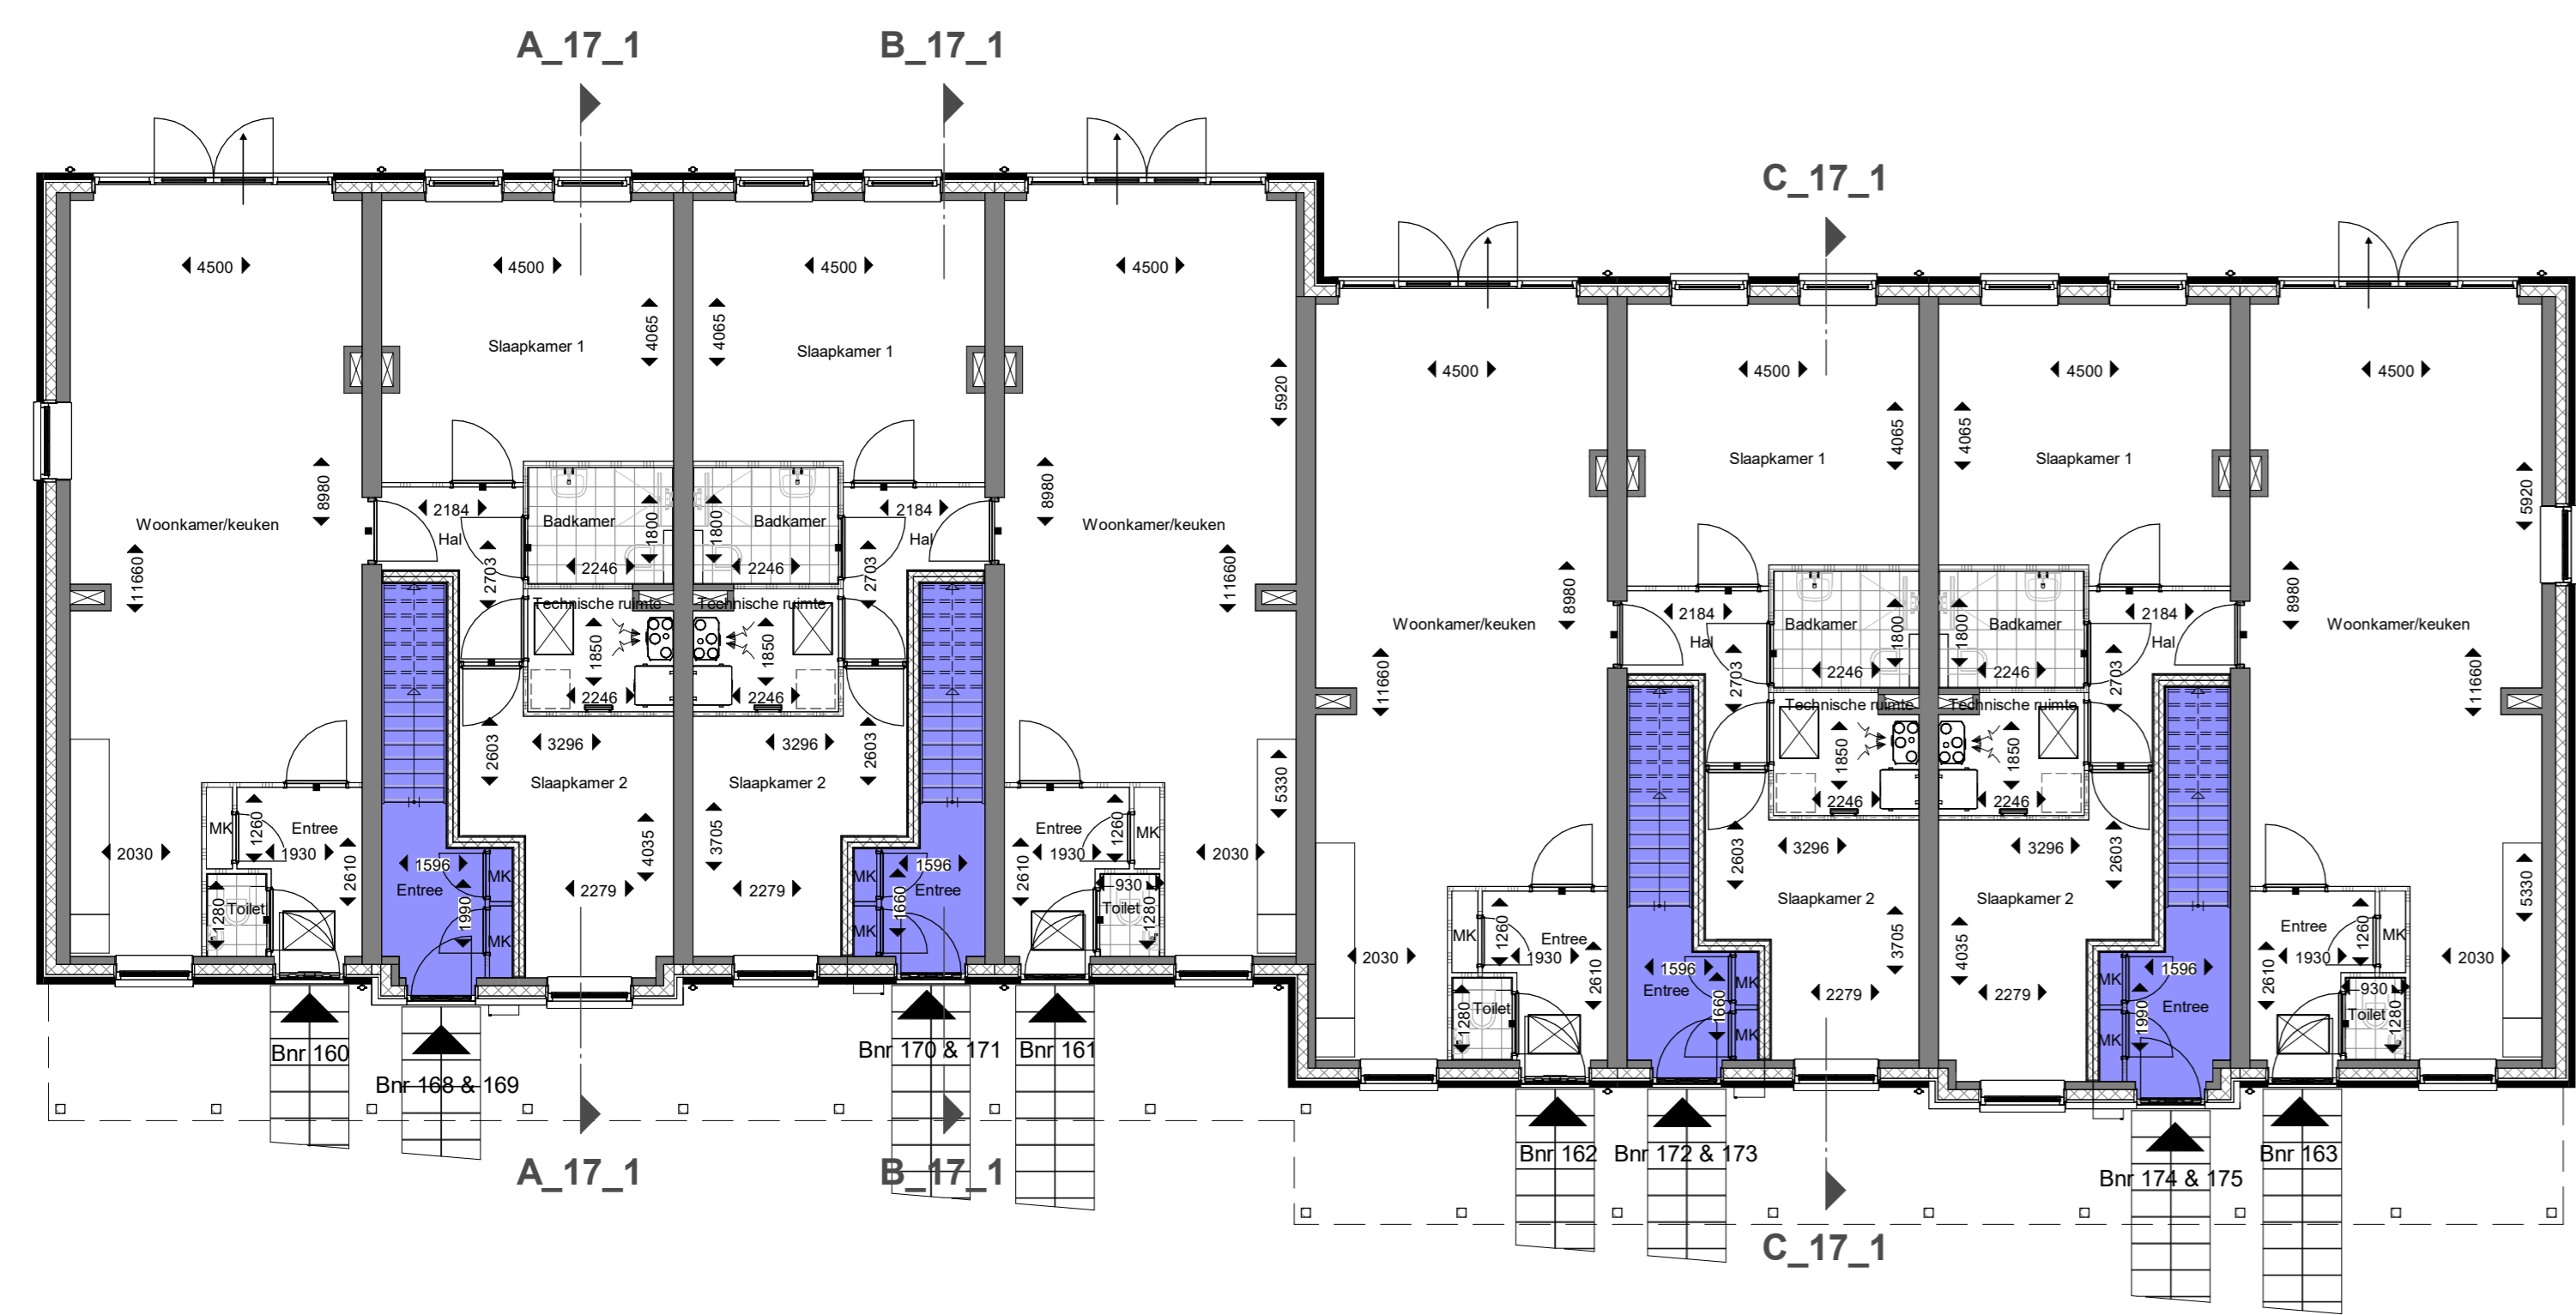 A_17_1 B_17_1
C_17_1
4500 4500 4500 4500
4065 4065
Slaapkamer 1 Slaapkamer 1
5920
4500 4500 4500 4500
4065 4065
Slaapkamer 1 Slaapkamer 1
8980 8980 5920
2184 2184
Woonkamer/keuken Badkamer Badkamer Woonkamer/keuken
Hal 1800 1800 Hal
2703 2246 2246 2703
11660 11660
8980 8980
Technische ruimte Technische ruimte
2184 2184
Woonkamer/keuken Badkamer Badkamer Woonkamer/keuken
Hal 1800 1800 Hal
1850 1850
2246 2246
11660 2703 2246 2246 2703 11660
Technische ruimte Technische ruimte
2603 3296 3296 2603
1850 1850
Slaapkamer 2 Slaapkamer 2
5330
2246 2246
MK 1260 Entree Entree 1260 MK
2030 1930 2610 1596 4035 3705 1596 2610 1930 2030
2603 3296 3296 2603
MK MK
Entree 2279 2279 Entree 930
1280 Toilet 1990 1660 Toilet 1280
MK MK
Slaapkamer 2 Slaapkamer 2
5330
MK 1260 Entree Entree 1260 MK
2030 1930 2610 1596 3705 4035 1596 2610 1930 2030
MK MK
Entree 2279 2279 Entree 930
1280 Toilet 1660 1990 Toilet 1280
MK MK
Bnr 160 Bnr 170 & 171 Bnr 161
Bnr 168 & 169
Bnr 162 Bnr 172 & 173 Bnr 163
A_17_1 B_17_1 Bnr 174 & 175
C_17_1